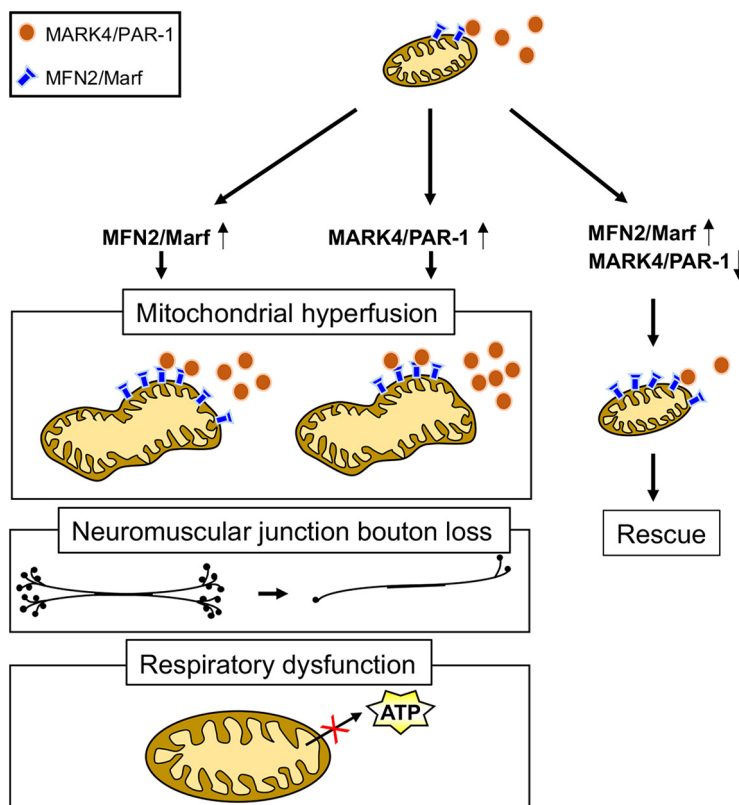 MARK4/PAR-1
MFN2/Marf
MFN2/Marf ↑
MARK4/PAR-1 ↑
MFN2/Marf ↑
MARK4/PAR-1 ↓
Mitochondrial hyperfusion
Rescue
Neuromuscular junction bouton loss
Respiratory dysfunction
ATP